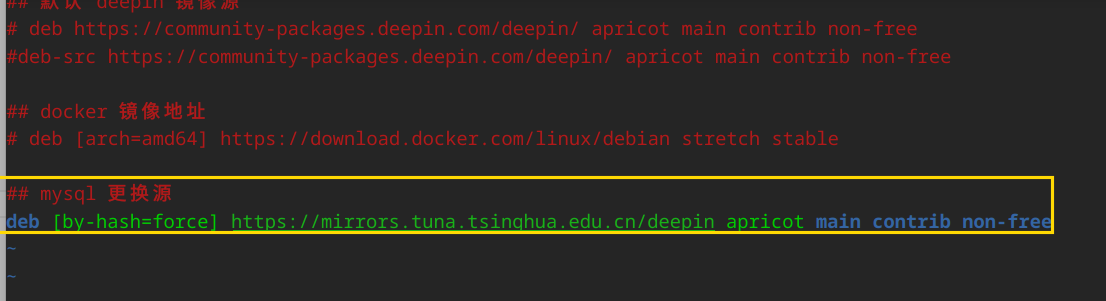 ## 默认 deepin 镜像源
# deb https://community-packages.deepin.com/deepin/ apricot main contrib non-free
#deb-src https://community-packages.deepin.com/deepin/ apricot main contrib non-free
## docker 镜像地址
# deb [arch=amd64] https://download.docker.com/linux/debian stretch stable
## mysql 更换源
deb [by-hash=force] https://mirrors.tuna.tsinghua.edu.cn/deepin apricot main contrib non-free
~
~